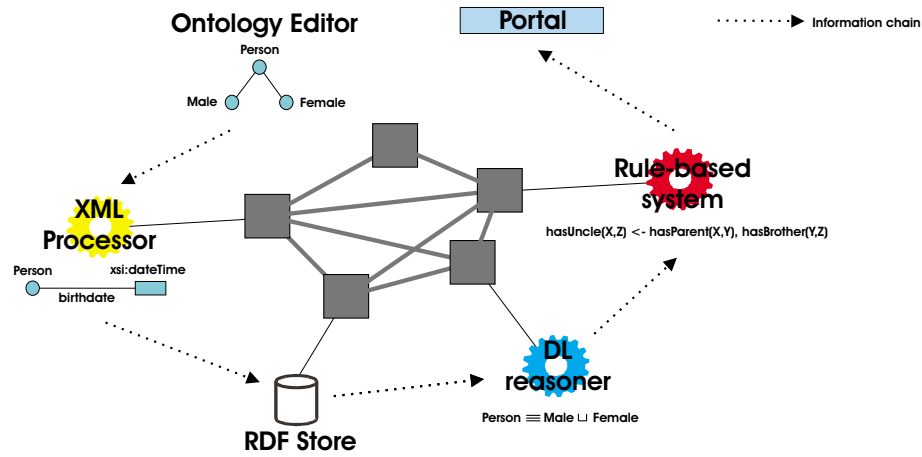 Ontology Editor
Portal
Information chain
Person
Male
Female
Rule-based
system
XML
Processor
hasUncle(X,Z) <- hasParent(X,Y), hasBrother(Y,Z)
Person
xsi:dateTime
birthdate
DL
reasoner
Person ≡ Male ⊔ Female
RDF Store